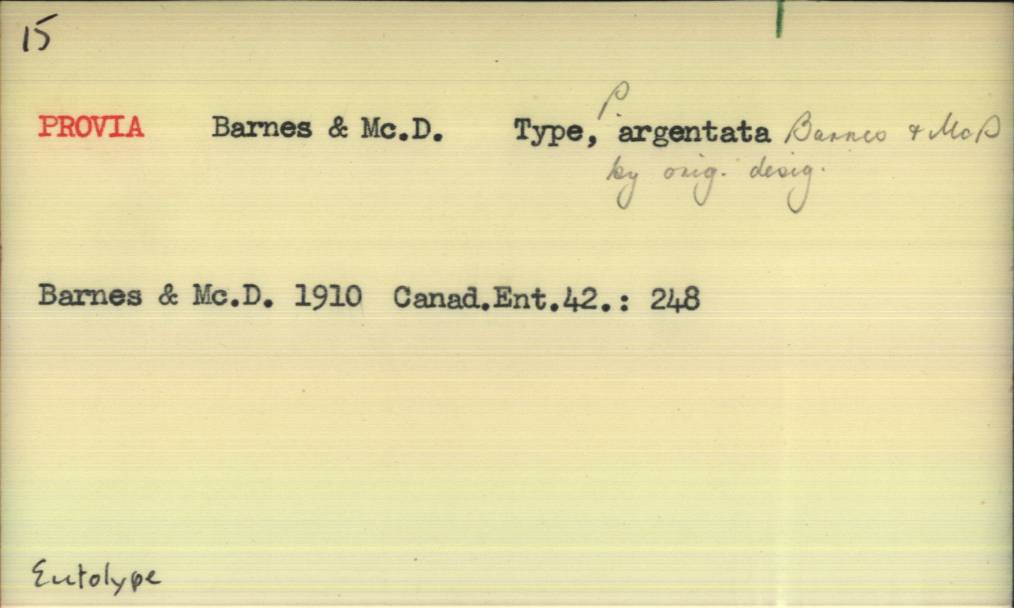 15
PROVIA Barnes & Mc.D. Type, P. argentata Barnes & McD
by orig. desig.
Barnes & Mc.D. 1910 Canad.Ent.42.: 248
Eutolype